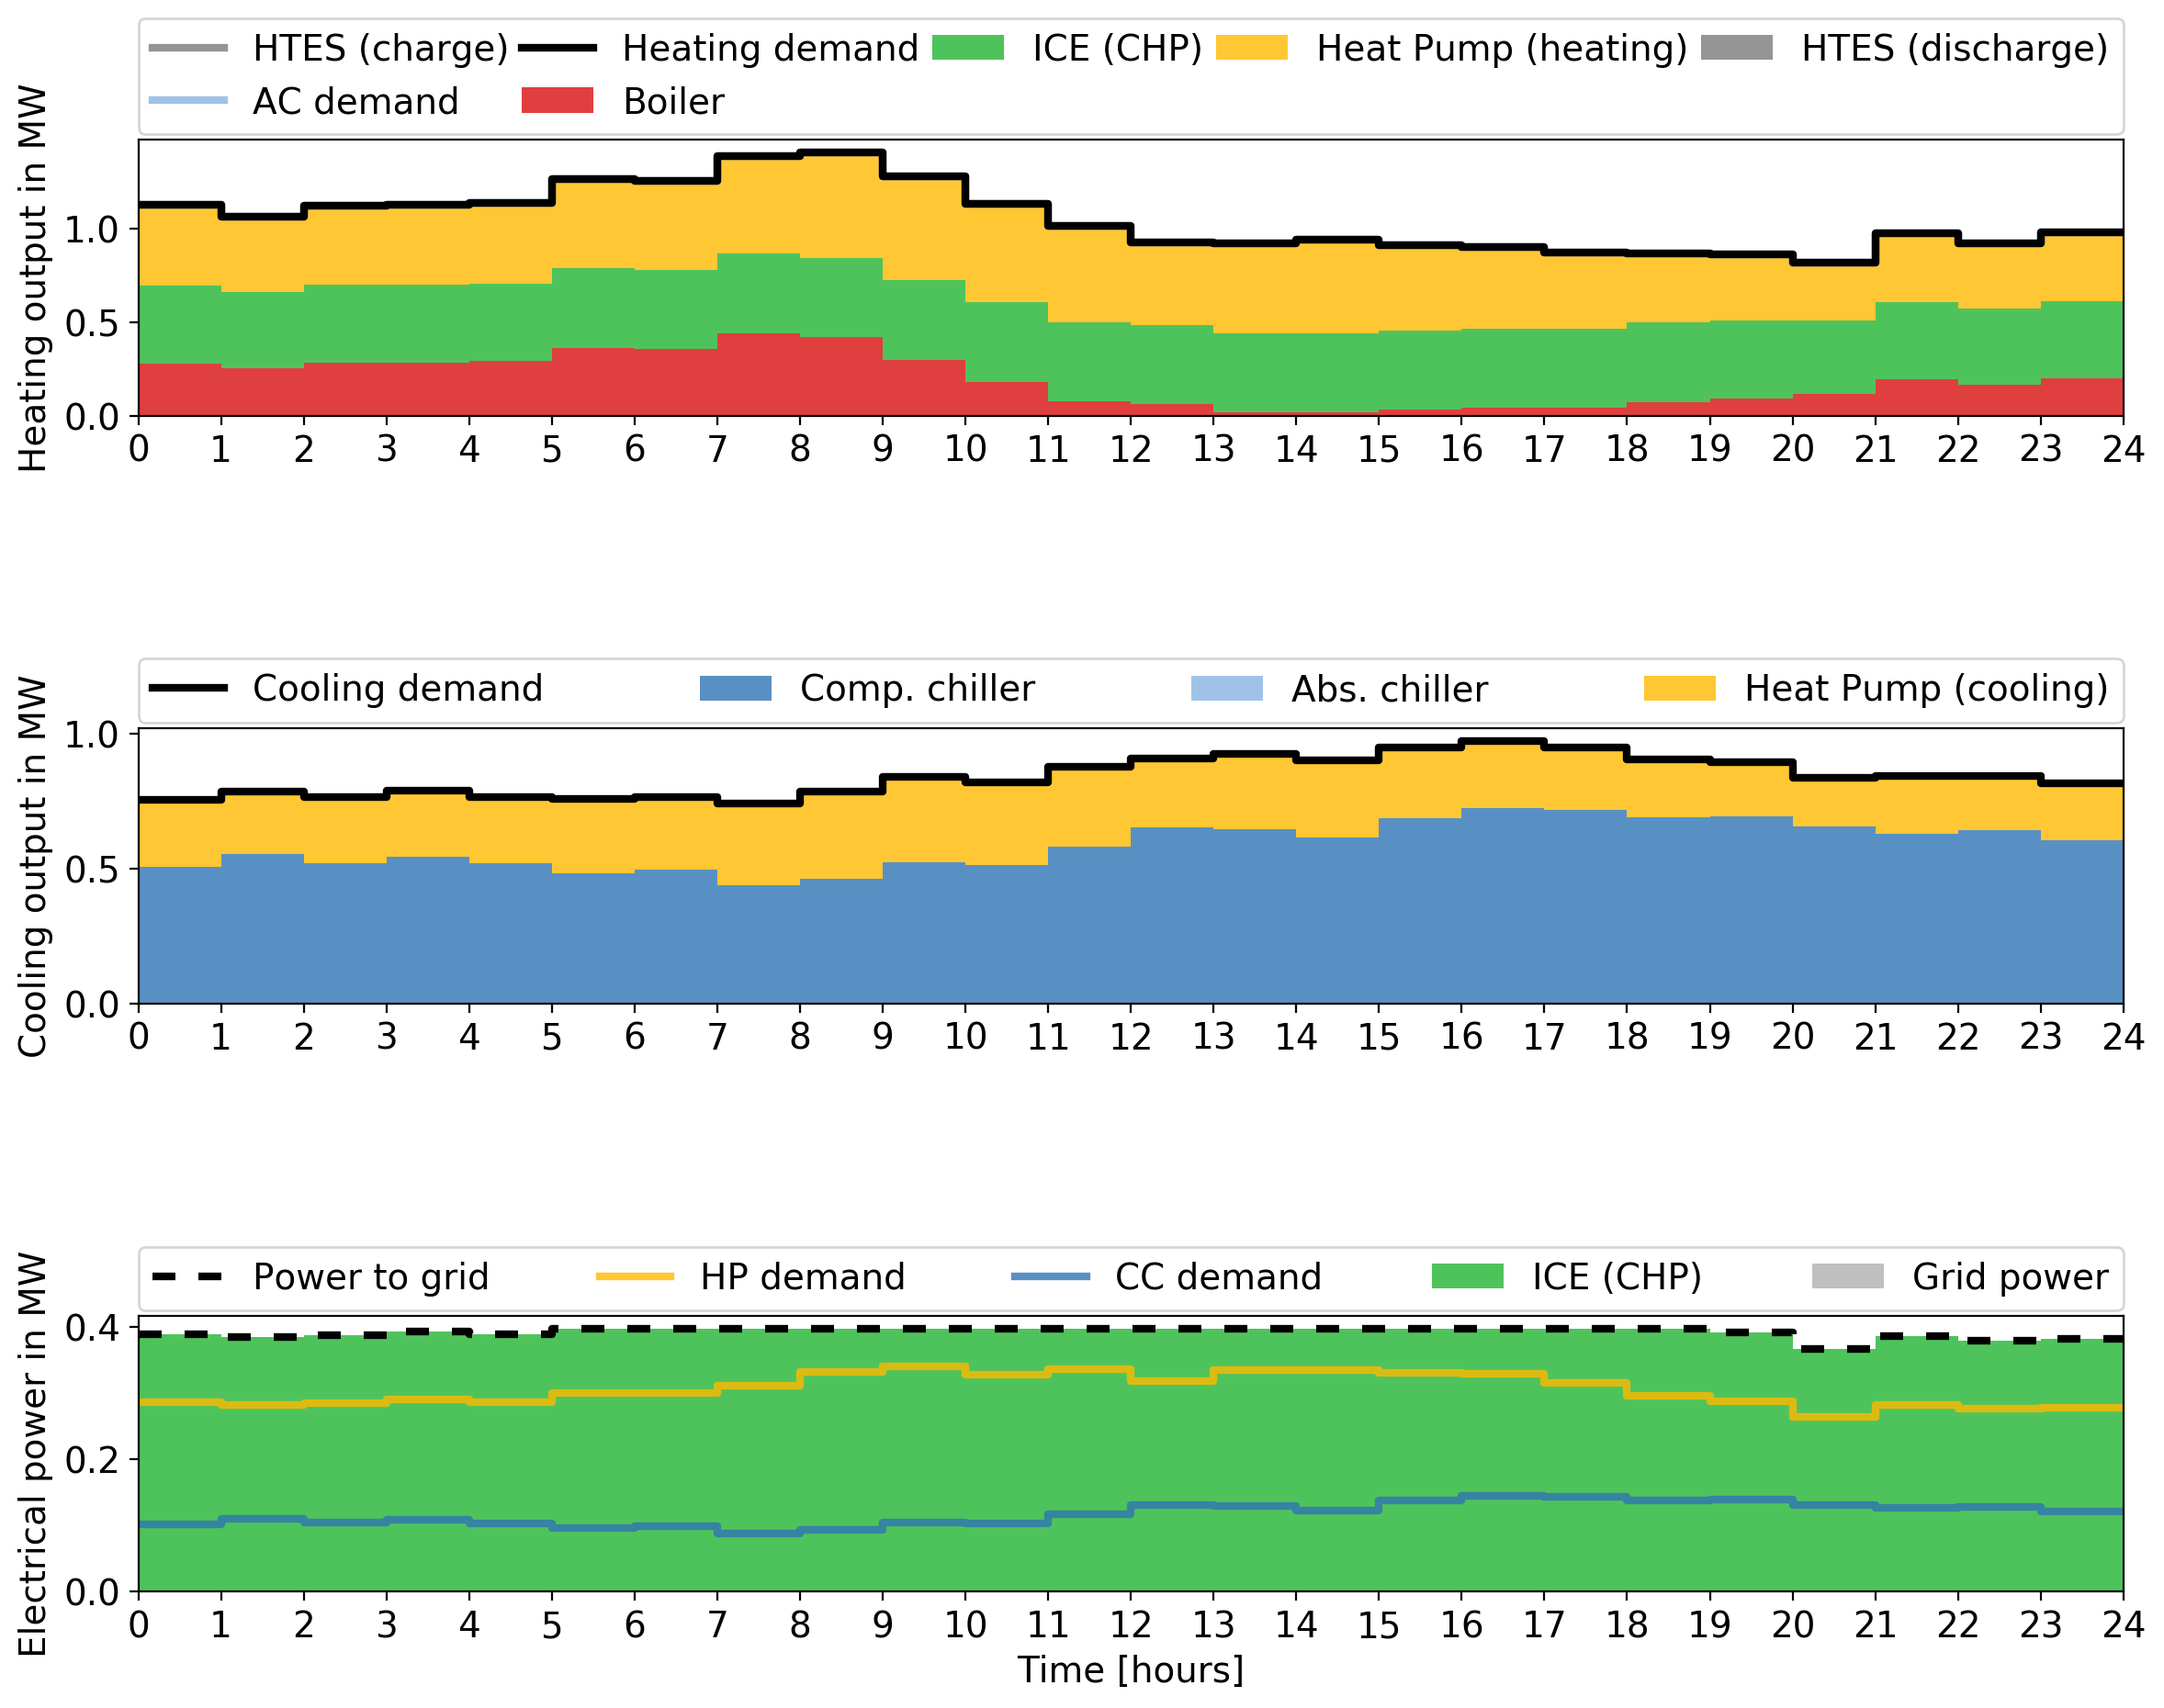 HTES (charge) Heating demand ICE (CHP) Heat Pump (heating) HTES (discharge)
AC demand Boiler
Heating output in MW
1.0
0.5
0.0
0 1 2 3 4 5 6 7 8 9 10 11 12 13 14 15 16 17 18 19 20 21 22 23 24
Cooling demand Comp. chiller Abs. chiller Heat Pump (cooling)
Cooling output in MW
1.0
0.5
0.0
0 1 2 3 4 5 6 7 8 9 10 11 12 13 14 15 16 17 18 19 20 21 22 23 24
Power to grid HP demand CC demand ICE (CHP) Grid power
Electrical power in MW
0.4
0.2
0.0
0 1 2 3 4 5 6 7 8 9 10 11 12 13 14 15 16 17 18 19 20 21 22 23 24
Time [hours]